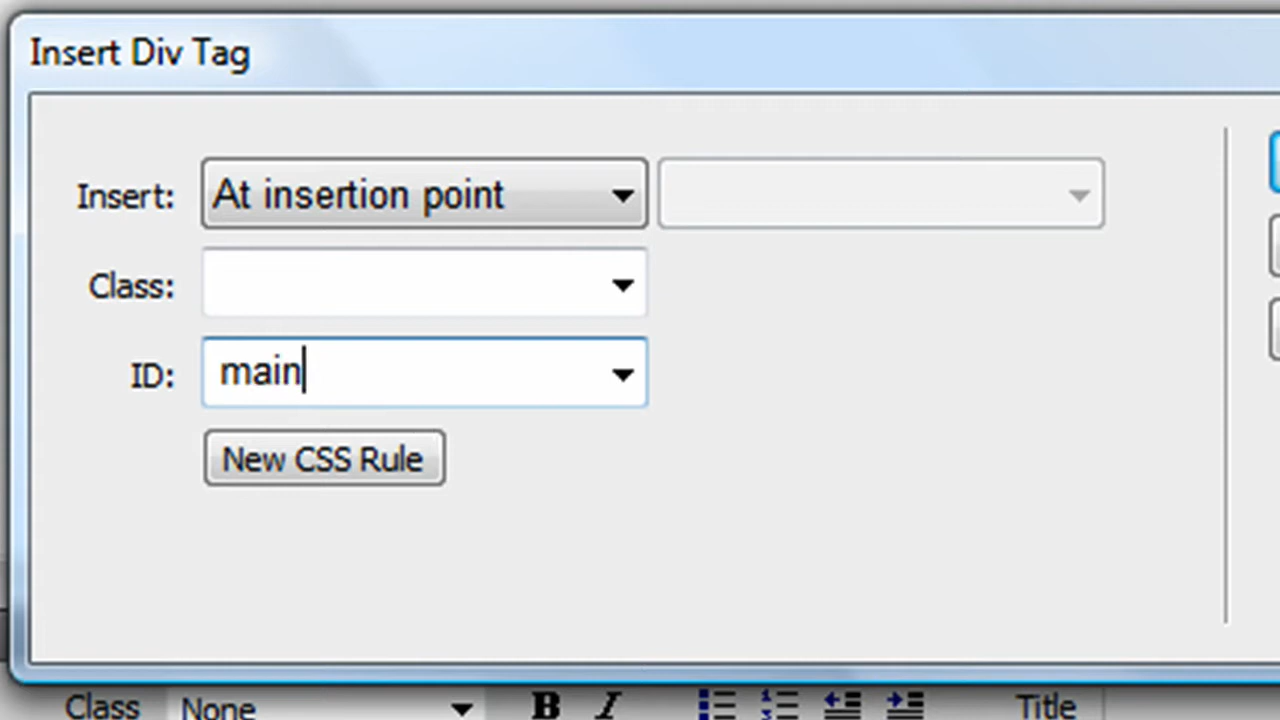 Insert Div Tag
Insert: At insertion point
Class:
ID: main
New CSS Rule
Class None B I Title